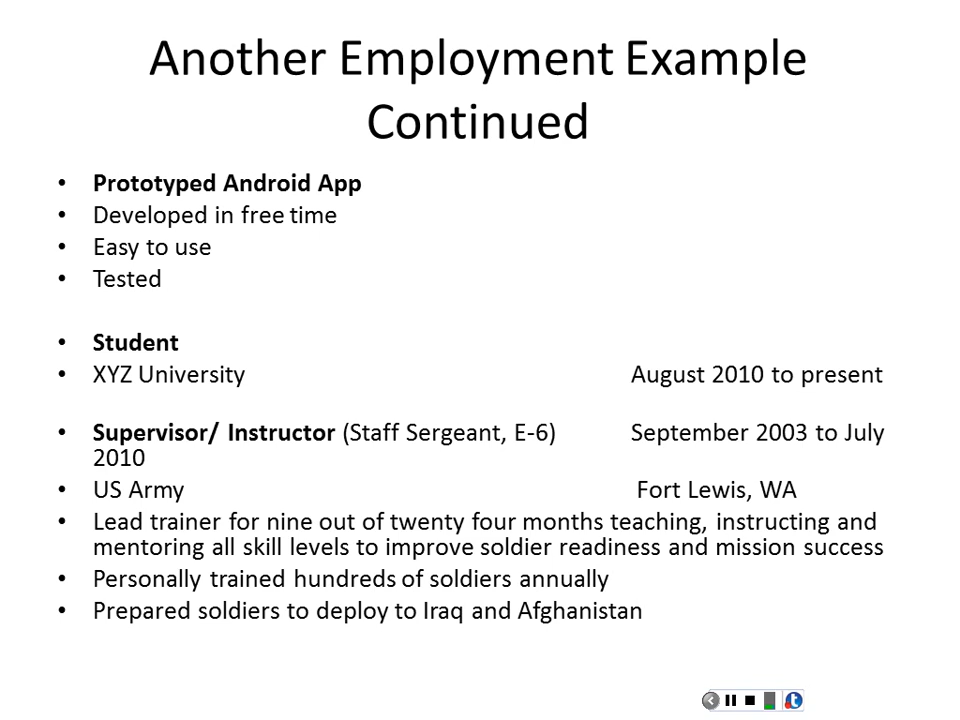 Another Employment Example
Continued
• Prototyped Android App
• Developed in free time
• Easy to use
• Tested
• Student
• XYZ University August 2010 to present
• Supervisor/ Instructor (Staff Sergeant, E-6) September 2003 to July
2010
• US Army Fort Lewis, WA
• Lead trainer for nine out of twenty four months teaching, instructing and
mentoring all skill levels to improve soldier readiness and mission success
• Personally trained hundreds of soldiers annually
• Prepared soldiers to deploy to Iraq and Afghanistan
t